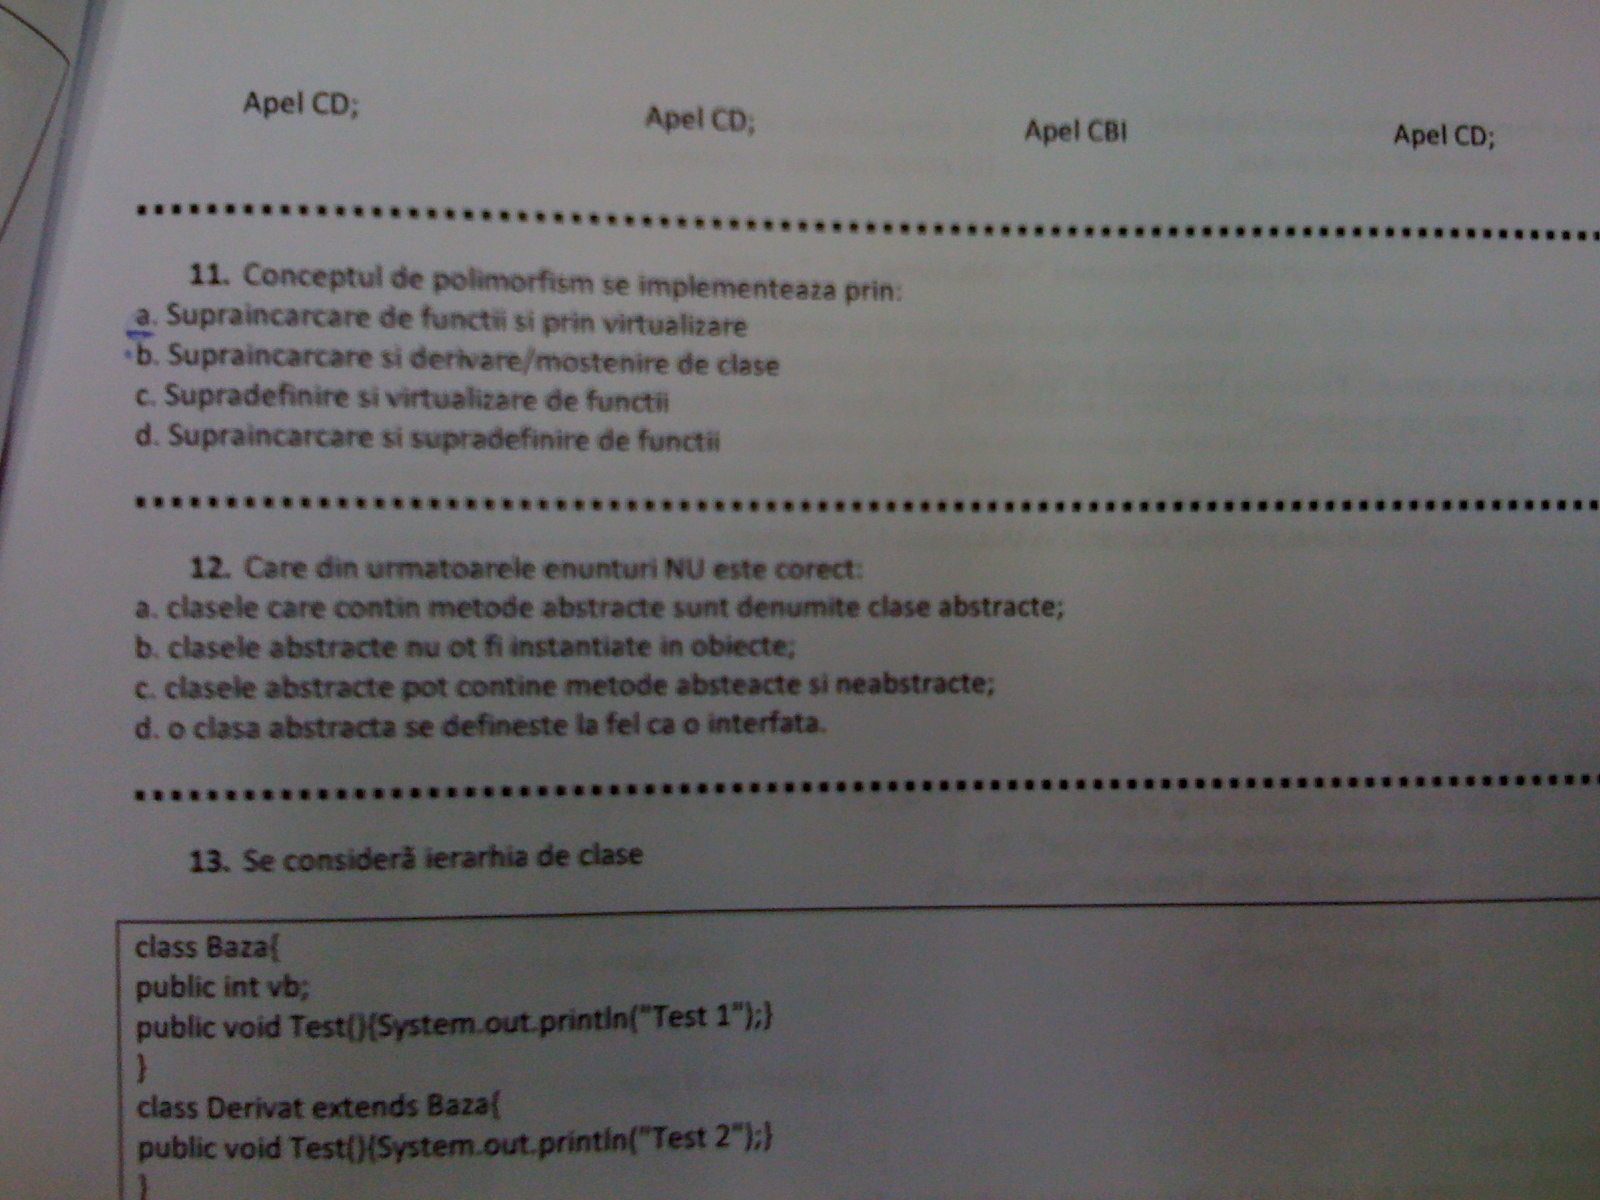 Apel CD; Apel CD; Apel CBI Apel CD;
11. Conceptul de polimorfism se implementeaza prin:
a. Supraincarcare de functii si prin virtualizare
b. Supraincarcare si derivare/mostenire de clase
c. Supradefinire si virtualizare de functii
d. Supraincarcare si supradefinire de functii
12. Care din urmatoarele enunturi NU este corect:
a. clasele care contin metode abstracte sunt denumite clase abstracte;
b. clasele abstracte nu ot fi instantiate in obiecte;
c. clasele abstracte pot contine metode absteacte si neabstracte;
d. o clasa abstracta se defineste la fel ca o interfata.
13. Se consideră ierarhia de clase
class Baza{
public int vb;
public void Test(){System.out.println("Test 1");}
}
class Derivat extends Baza{
public void Test(){System.out.println("Test 2");}
}